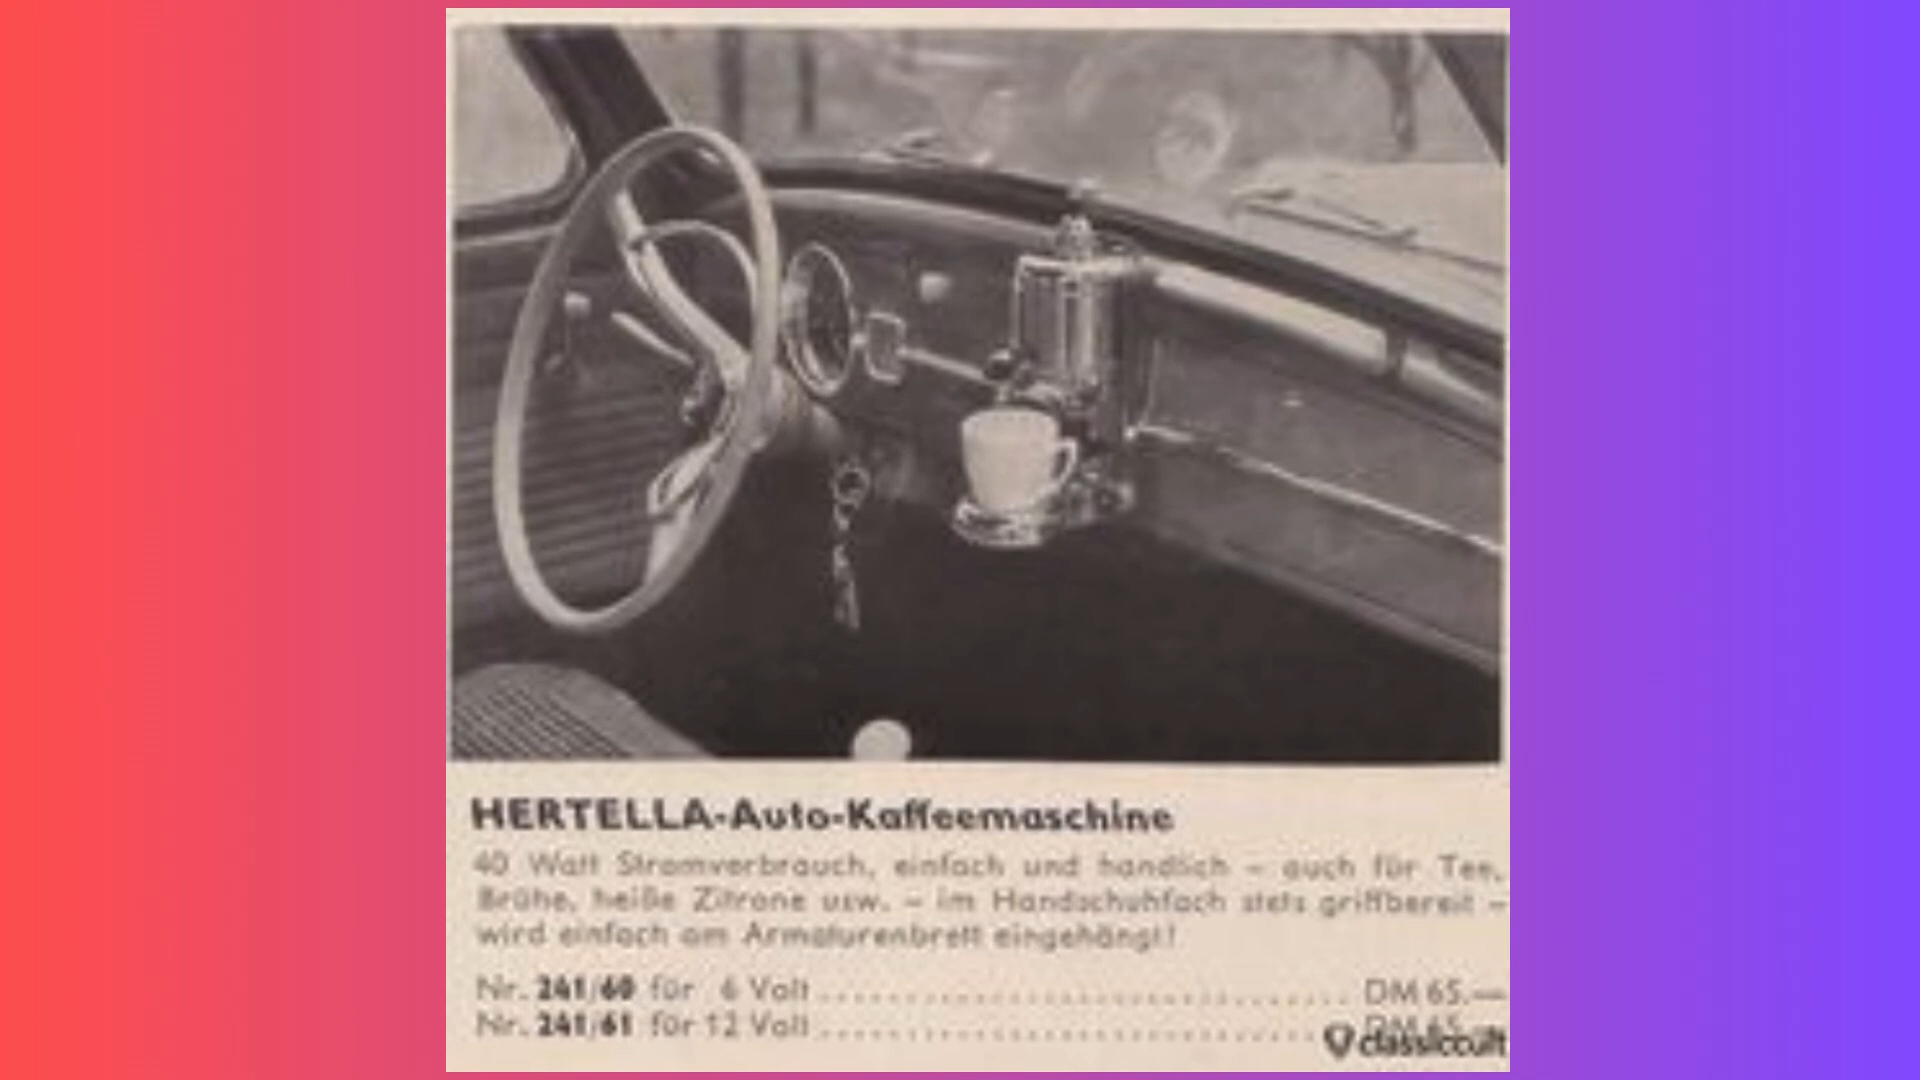 HERTELLA-Auto-Kaffeemaschine
40 Watt Stromverbrauch, einfach und handlich – auch für Tee,
Brühe, heiße Zitrone usw. – im Handschuhfach stets griffbereit –
wird einfach am Armaturenbrett eingehängt!
Nr. 241/60 für 6 Volt ........................................ DM 65.—
Nr. 241/61 für 12 Volt ........................................ DM 65.—
classiccult